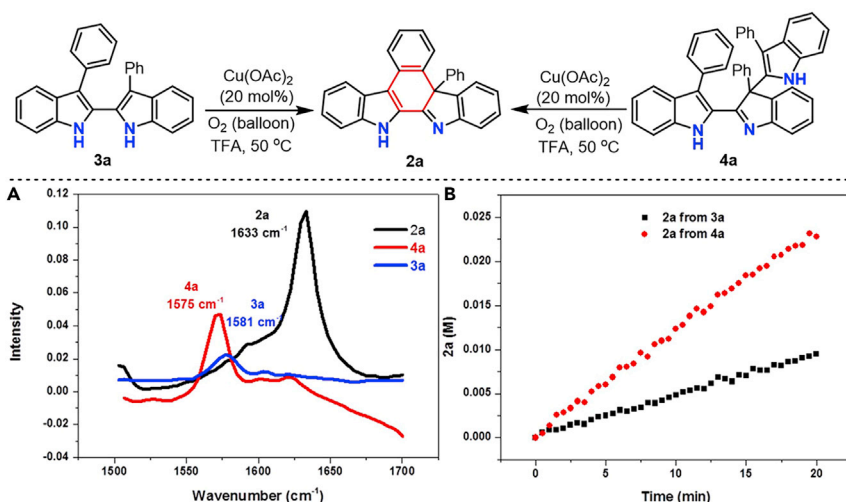 Ph
NH
Ph
Ph
Ph
Cu(OAc)2
(20 mol%)
O2 (balloon)
TFA, 50 °C
Cu(OAc)2
(20 mol%)
O2 (balloon)
TFA, 50 °C
N
H
N
H
NH
N
NH
N
3a
2a
4a
A
0.12
0.10
0.08
0.06
0.04
0.02
0.00
-0.02
-0.04
Intensity
2a
1633 cm-1
4a
1575 cm-1
3a
1581 cm-1
2a
4a
3a
1500
1550
1600
1650
1700
Wavenumber (cm-1)
B
0.025
0.020
0.015
0.010
0.005
0.000
2a (M)
2a from 3a
2a from 4a
0
5
10
15
20
Time (min)